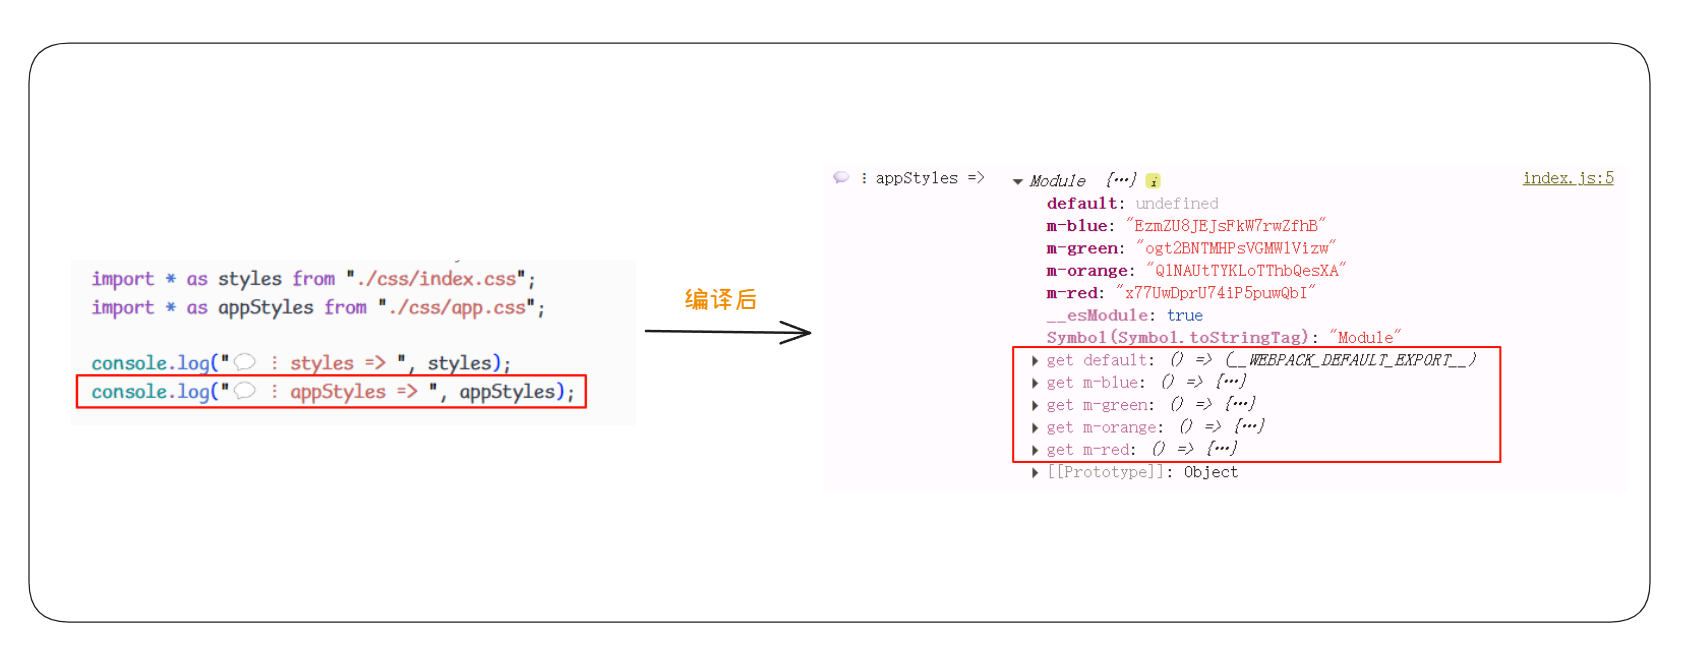 import * as styles from "./css/index.css";
import * as appStyles from "./css/app.css";
console.log("💬 ⋮ styles => ", styles);
console.log("💬 ⋮ appStyles => ", appStyles);
编译后
💬 ⋮ appStyles => ▼ Module {…} i index.js:5
default: undefined
m-blue: "EzmZU8JEJsFkW7rwZfhB"
m-green: "ogt2BNTMHPsVGMW1Vizw"
m-orange: "Q1NAUtTYKLoTThbQesXA"
m-red: "x77UwDprU74iP5puwQbI"
__esModule: true
Symbol(Symbol.toStringTag): "Module"
▶ get default: () => (__WEBPACK_DEFAULT_EXPORT__)
▶ get m-blue: () => {…}
▶ get m-green: () => {…}
▶ get m-orange: () => {…}
▶ get m-red: () => {…}
▶ [[Prototype]]: Object